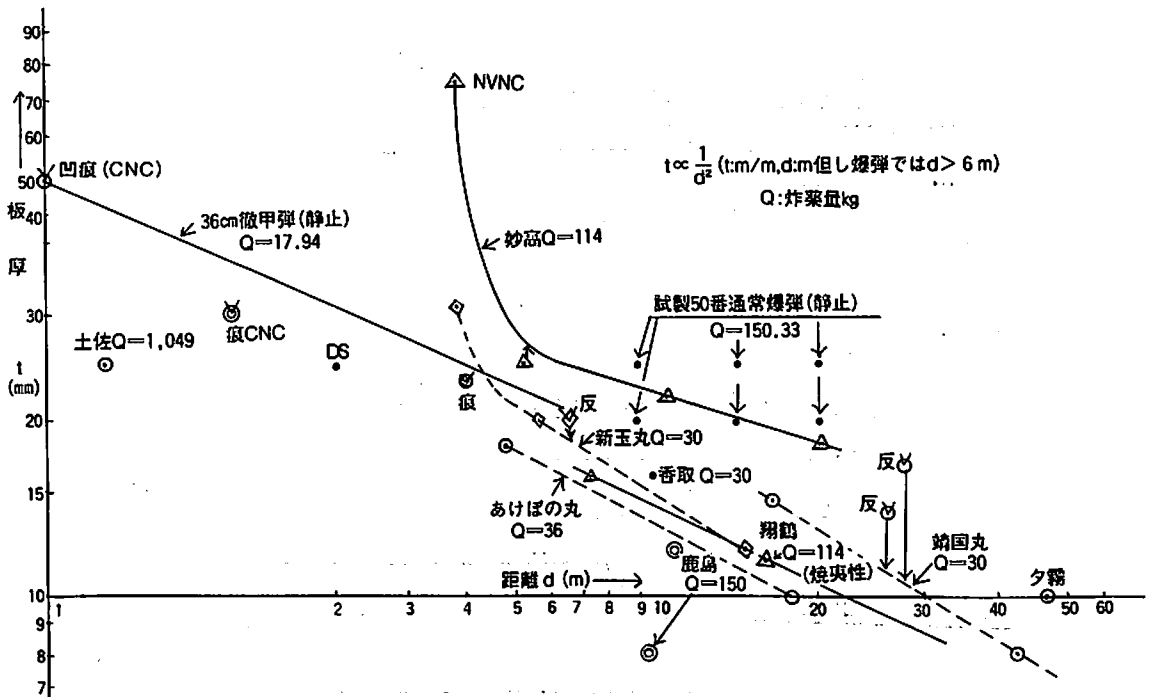 90
80
70
60
50
40
30
20
15
10
9
8
7
板
厚
t
(mm)
NVNC
凹痕 (CNC)
t∝ 1/d² (t:m/m,d:m但し爆弾ではd> 6 m)
Q:炸薬量kg
36cm徹甲弾(静止)
Q=17.94
妙高Q=114
試製50番通常爆弾(静止)
Q=150.33
土佐Q=1,049
痕CNC
DS
痕
反
新玉丸Q=30
香取 Q=30
反
反
あけぼの丸
Q=36
翔鶴
Q=114
(焼夷性)
鹿島
Q=150
靖国丸
Q=30
夕霧
距離 d (m)
1 2 3 4 5 6 7 8 9 10 20 30 40 50 60